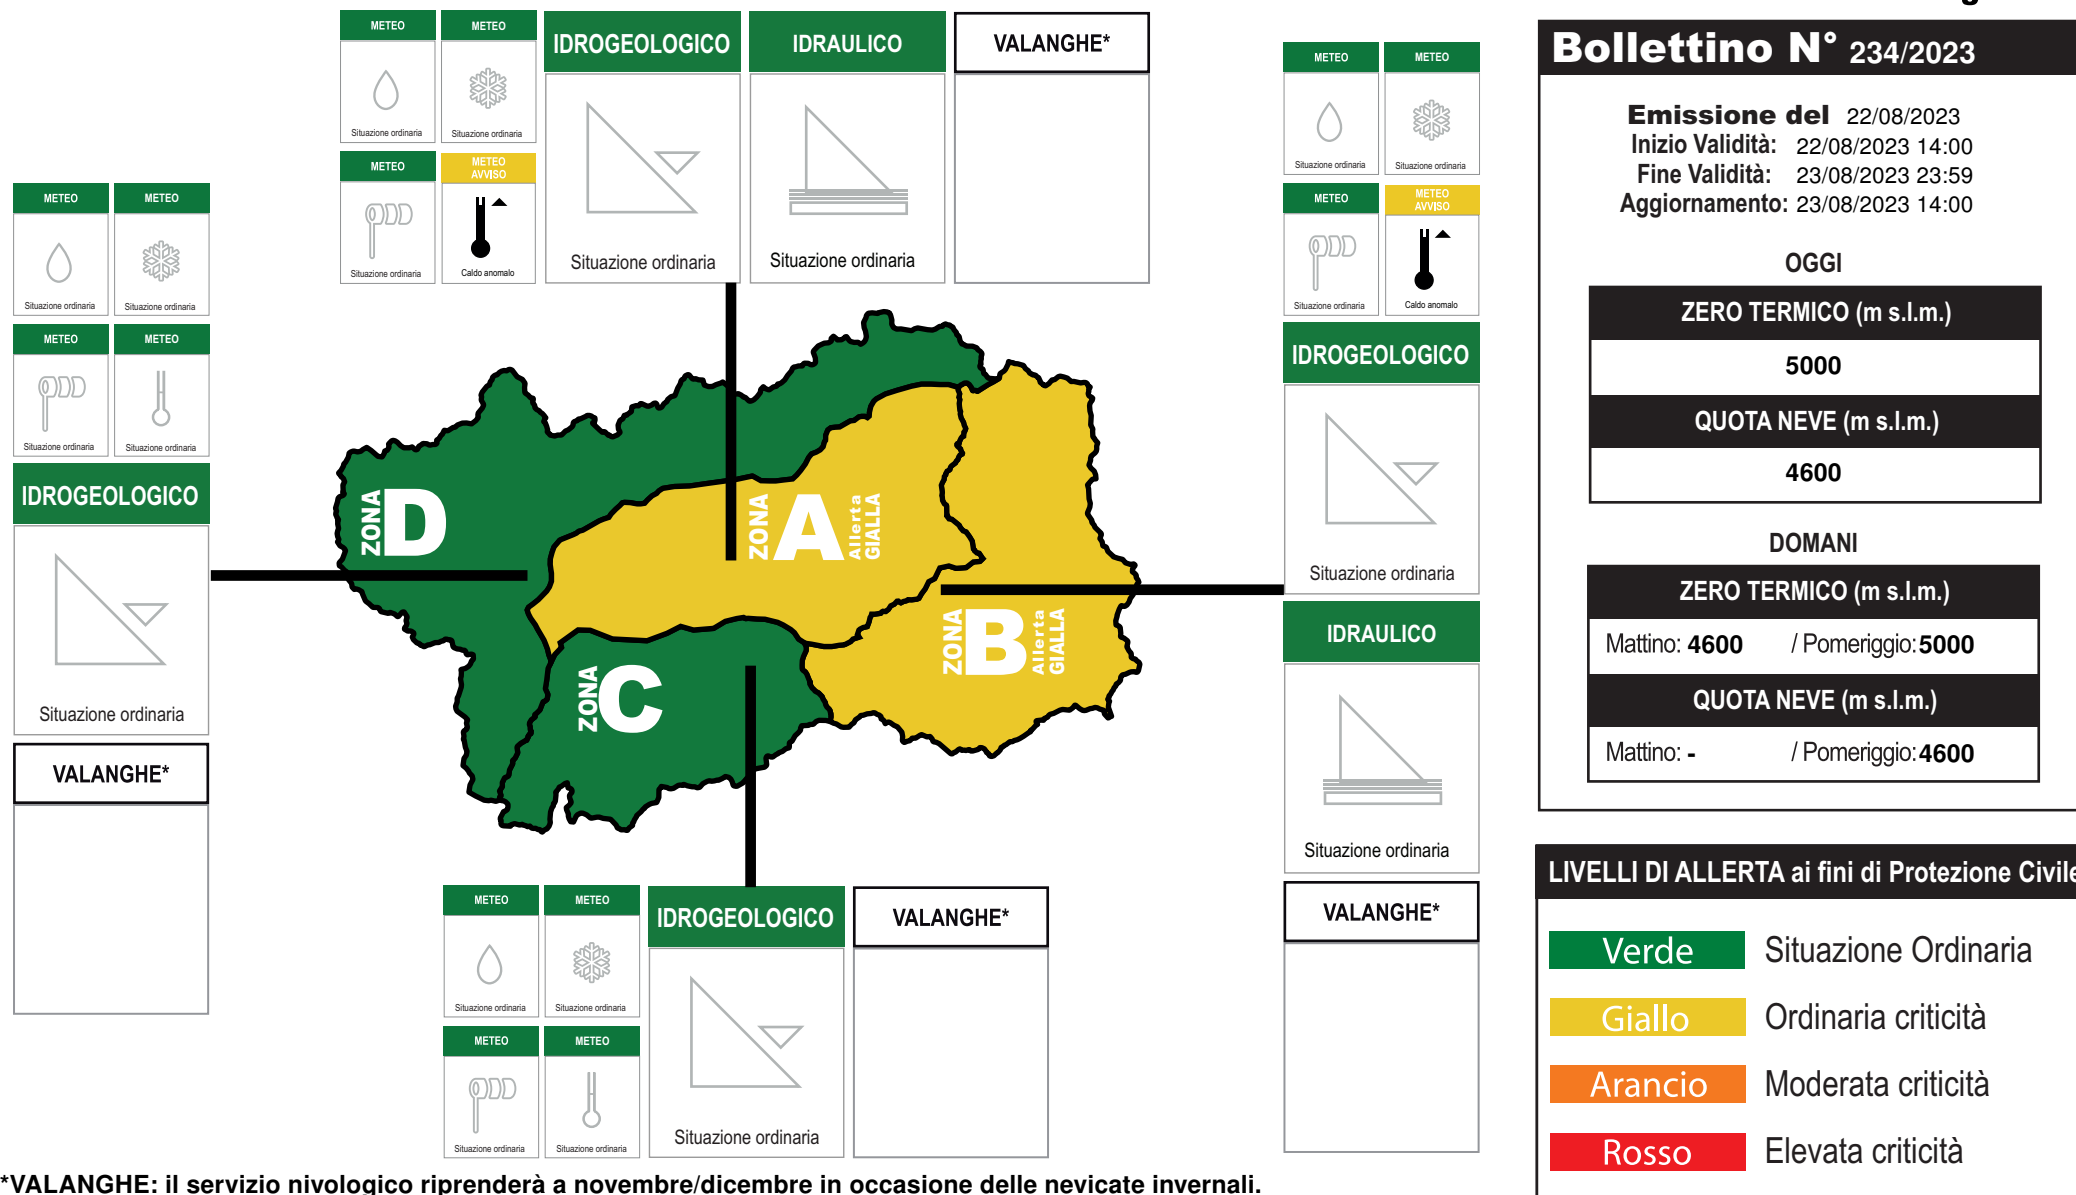 METEO
METEO
Situazione ordinaria
Situazione ordinaria
METEO
METEO AVVISO
Situazione ordinaria
Caldo anomalo
IDROGEOLOGICO
Situazione ordinaria
IDRAULICO
Situazione ordinaria
VALANGHE*
METEO
METEO
Situazione ordinaria
Situazione ordinaria
METEO
METEO
Situazione ordinaria
Situazione ordinaria
IDROGEOLOGICO
Situazione ordinaria
VALANGHE*
ZONA D
ZONA A Allerta GIALLA
ZONA B Allerta GIALLA
ZONA C
METEO
METEO
Situazione ordinaria
Situazione ordinaria
METEO
METEO AVVISO
Situazione ordinaria
Caldo anomalo
IDROGEOLOGICO
Situazione ordinaria
IDRAULICO
Situazione ordinaria
VALANGHE*
METEO
METEO
Situazione ordinaria
Situazione ordinaria
METEO
METEO
Situazione ordinaria
Situazione ordinaria
IDROGEOLOGICO
Situazione ordinaria
VALANGHE*
*VALANGHE: il servizio nivologico riprenderà a novembre/dicembre in occasione delle nevicate invernali.
Bollettino N° 234/2023
Emissione del 22/08/2023
Inizio Validità: 22/08/2023 14:00
Fine Validità: 23/08/2023 23:59
Aggiornamento: 23/08/2023 14:00
OGGI
ZERO TERMICO (m s.l.m.)
5000
QUOTA NEVE (m s.l.m.)
4600
DOMANI
ZERO TERMICO (m s.l.m.)
Mattino: 4600 / Pomeriggio: 5000
QUOTA NEVE (m s.l.m.)
Mattino: - / Pomeriggio: 4600
LIVELLI DI ALLERTA ai fini di Protezione Civile
Verde Situazione Ordinaria
Giallo Ordinaria criticità
Arancio Moderata criticità
Rosso Elevata criticità